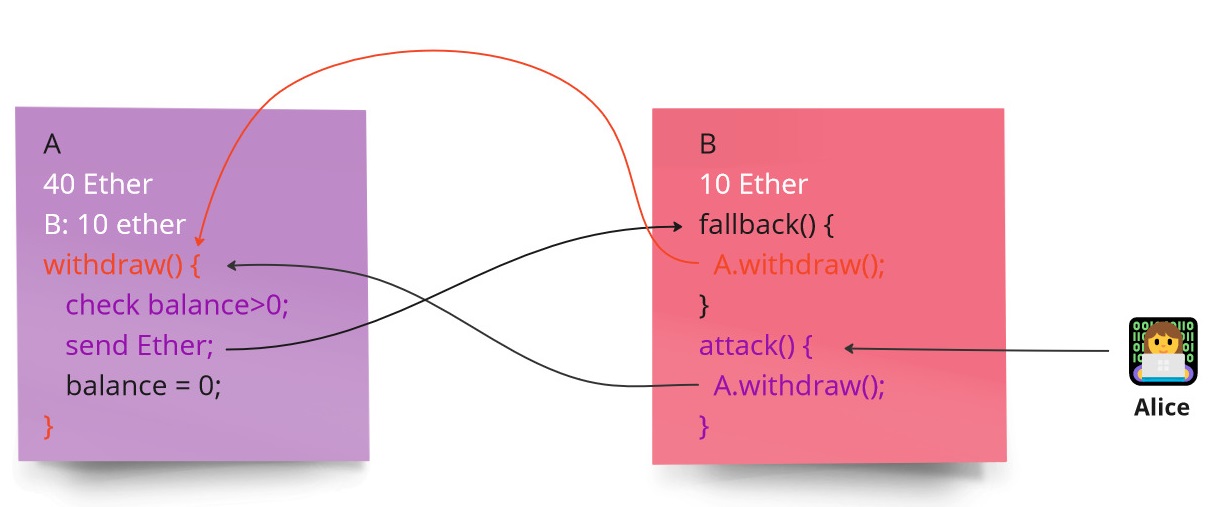 A
40 Ether
B: 10 ether
withdraw() {
check balance>0;
send Ether;
balance = 0;
}
B
10 Ether
fallback() {
A.withdraw();
}
attack() {
A.withdraw();
}
Alice